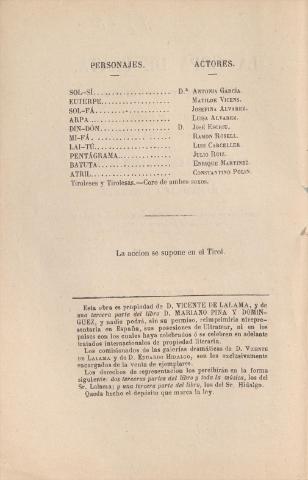 PERSONAJES. ACTORES.
SOL-SÍ..................... D.ª ANTONIA GARCÍA.
EUTERPE.................... MATILDE VICENS.
SOL-FÁ..................... JOSEFINA ALVAREZ.
ARPA....................... LUISA ALVAREZ.
DIN-DÓN.................... D. JOSÉ ESCRIU.
MI-FÁ...................... RAMON ROSELL.
LAI-TÚ..................... LUIS CARCELLER.
PENTÁGRAMA................. JULIO RUIZ.
BATUTA..................... ENRIQUE MARTINEZ.
ATRIL...................... CONSTANTINO POLIN.
Tiroleses y Tirolesas.—Coro de ambos sexos.
La accion se supone en el Tirol.
Esta obra es propiedad de D. VICENTE DE LALAMA, y de
una tercera parte del libro D. MARIANO PINA Y DOMIN-
GUEZ, y nadie podrá, sin su permiso, reimprimirla nirepre-
sentarla en España, sus posesiones de Ultramar, ni en los
paises con los cuales haya celebrados ó se celebren en adelante
tratados internacionales de propiedad literaria.
Los comisionados de las galerías dramáticas de D. VICENTE
DE LALAMA y de D. EDUARDO HIDALGO, son los exclusivamente
encargados de la venta de ejemplares.
Los derechos de representacion los percibirán en la forma
siguiente: dos terceras partes del libro y toda la música, los del
Sr. Lalama; y una tercera parte del libro, los del Sr. Hidalgo.
Queda hecho el depósito que marca la ley.